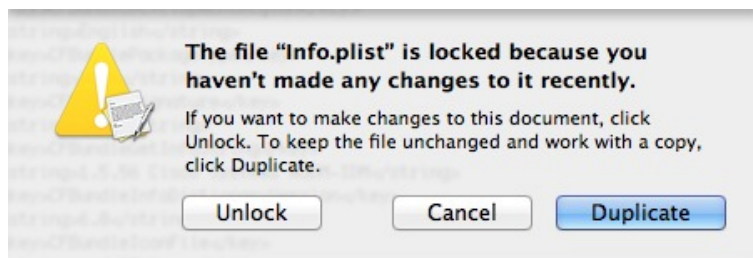 The file “Info.plist” is locked because you
haven't made any changes to it recently.
If you want to make changes to this document, click
Unlock. To keep the file unchanged and work with a copy,
click Duplicate.
Unlock
Cancel
Duplicate